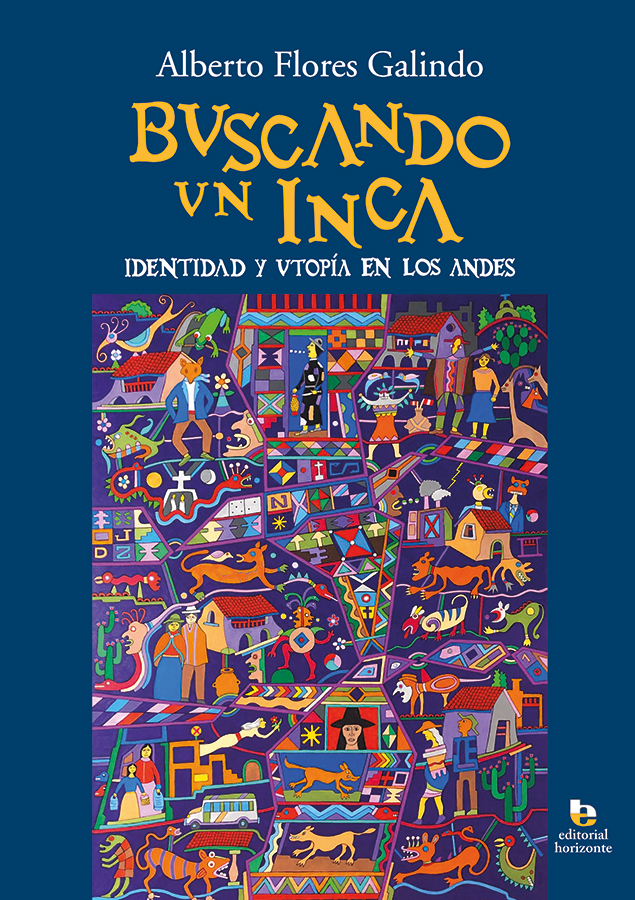 Alberto Flores Galindo
BUSCANDO
UN INCA
IDENTIDAD Y UTOPÍA EN LOS ANDES
editorial
horizonte